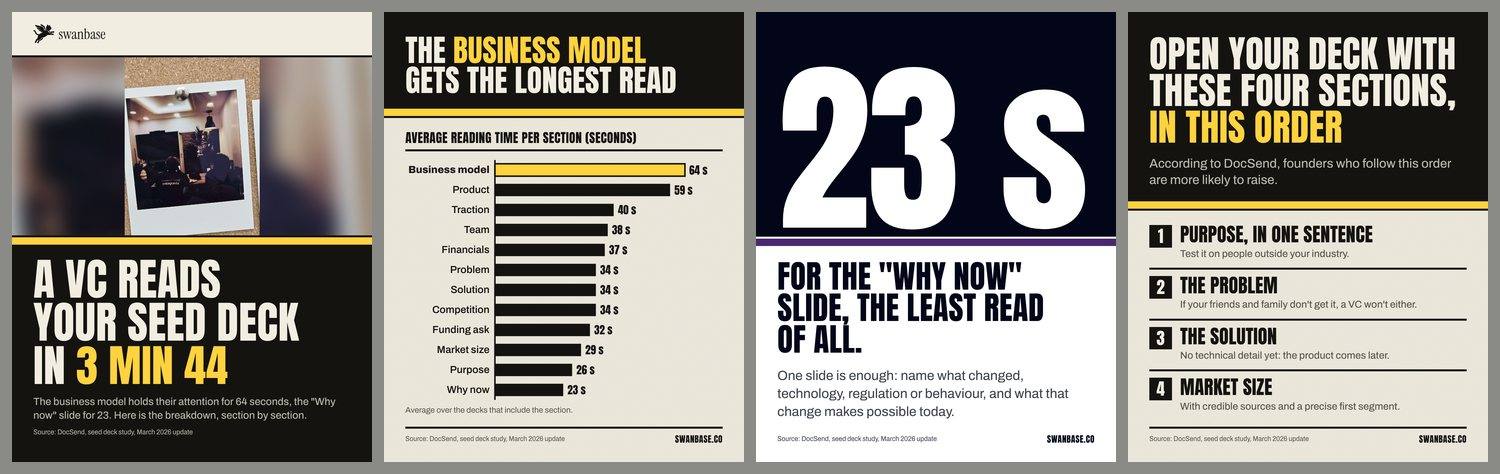 swanbase
A VC READS
YOUR SEED DECK
IN 3 MIN 44
The business model holds their attention for 64 seconds, the "Why
now" slide for 23. Here is the breakdown, section by section.
Source: DocSend, seed deck study, March 2026 update
THE BUSINESS MODEL
GETS THE LONGEST READ
AVERAGE READING TIME PER SECTION (SECONDS)
Business model 64 s
Product 59 s
Traction 40 s
Team 38 s
Financials 37 s
Problem 34 s
Solution 34 s
Competition 34 s
Funding ask 32 s
Market size 29 s
Purpose 26 s
Why now 23 s
Average over the decks that include the section.
Source: DocSend, seed deck study, March 2026 update
SWANBASE.CO
23 s
FOR THE "WHY NOW"
SLIDE, THE LEAST READ
OF ALL.
One slide is enough: name what changed,
technology, regulation or behaviour, and what that
change makes possible today.
Source: DocSend, seed deck study, March 2026 update
SWANBASE.CO
OPEN YOUR DECK WITH
THESE FOUR SECTIONS,
IN THIS ORDER
According to DocSend, founders who follow this order
are more likely to raise.
1 PURPOSE, IN ONE SENTENCE
Test it on people outside your industry.
2 THE PROBLEM
If your friends and family don't get it, a VC won't either.
3 THE SOLUTION
No technical detail yet: the product comes later.
4 MARKET SIZE
With credible sources and a precise first segment.
Source: DocSend, seed deck study, March 2026 update
SWANBASE.CO